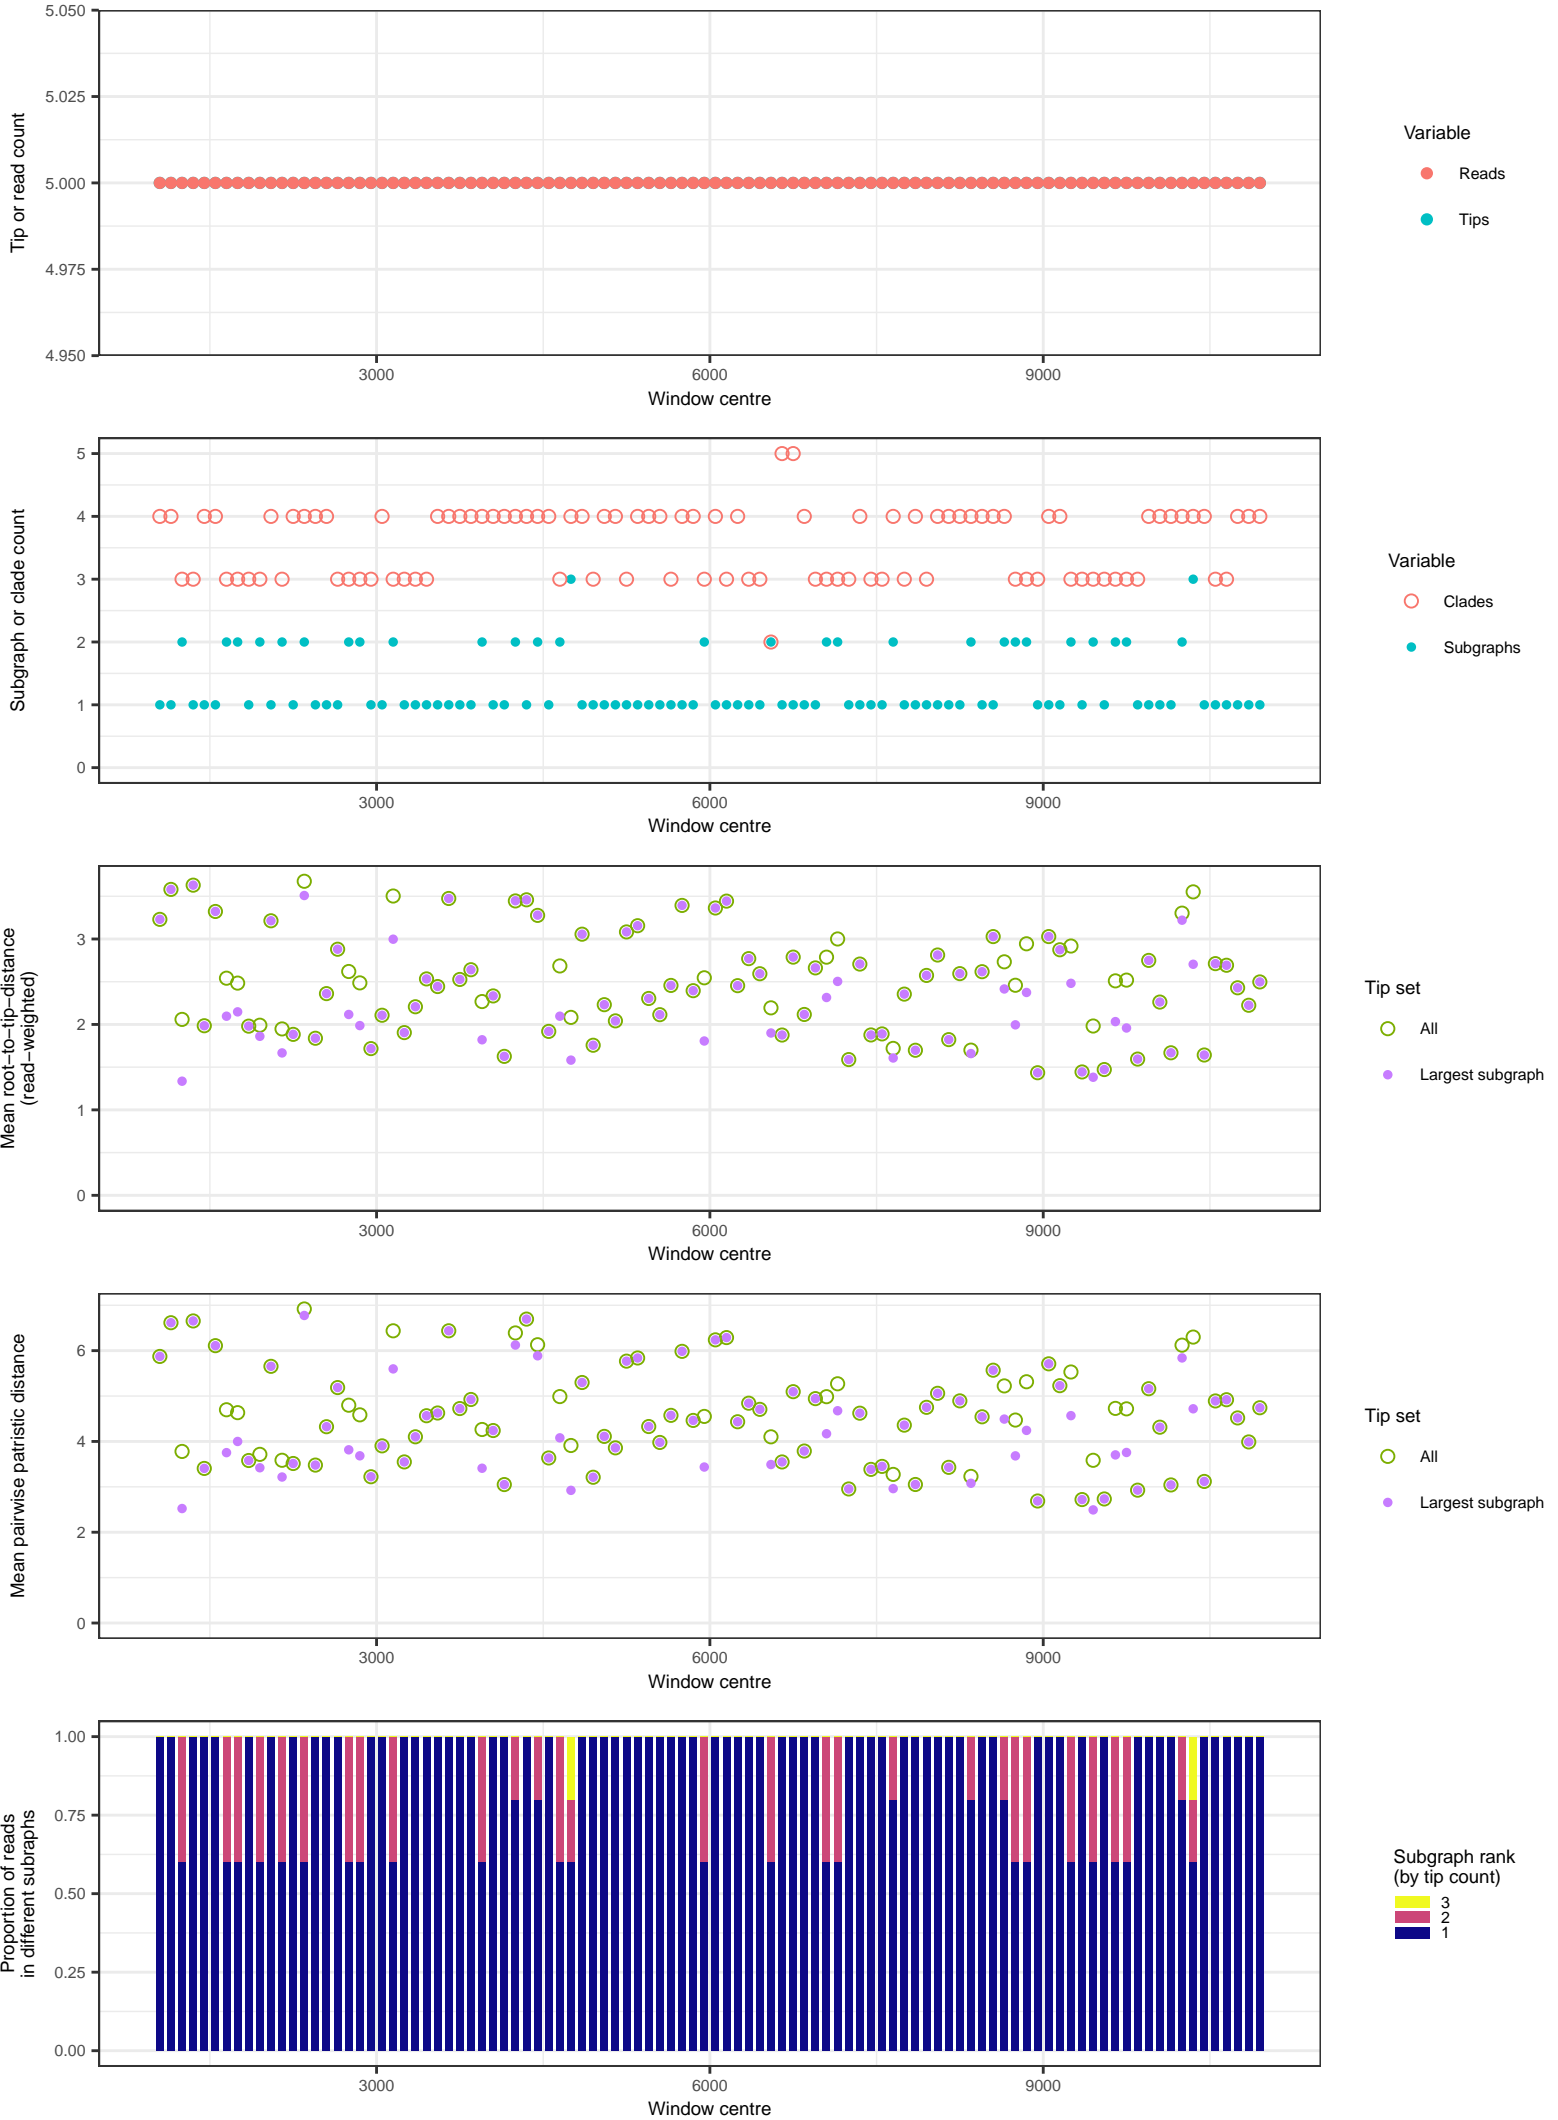 5.050
5.025
5.000
4.975
4.950
Tip or read count
3000
6000
9000
Window centre
Variable
Reads
Tips
5
4
3
2
1
0
Subgraph or clade count
3000
6000
9000
Window centre
Variable
Clades
Subgraphs
3
2
1
0
Mean root−to−tip−distance
(read−weighted)
3000
6000
9000
Window centre
Tip set
All
Largest subgraph
6
4
2
0
Mean pairwise patristic distance
3000
6000
9000
Window centre
Tip set
All
Largest subgraph
1.00
0.75
0.50
0.25
0.00
Proportion of reads
in different subraphs
3000
6000
9000
Window centre
Subgraph rank
(by tip count)
3
2
1